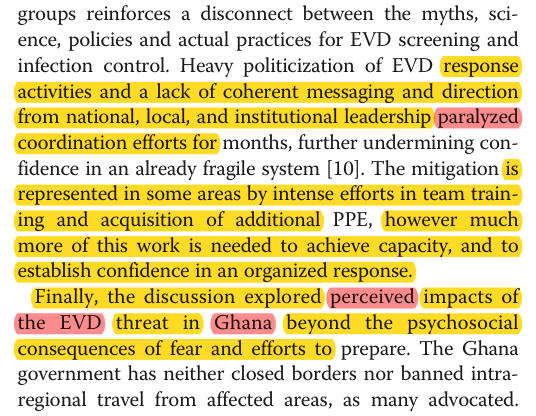 groups reinforces a disconnect between the myths, sci-
ence, policies and actual practices for EVD screening and
infection control. Heavy politicization of EVD response
activities and a lack of coherent messaging and direction
from national, local, and institutional leadership paralyzed
coordination efforts for months, further undermining con-
fidence in an already fragile system [10]. The mitigation is
represented in some areas by intense efforts in team train-
ing and acquisition of additional PPE, however much
more of this work is needed to achieve capacity, and to
establish confidence in an organized response.
Finally, the discussion explored perceived impacts of
the EVD threat in Ghana beyond the psychosocial
consequences of fear and efforts to prepare. The Ghana
government has neither closed borders nor banned intra-
regional travel from affected areas, as many advocated.